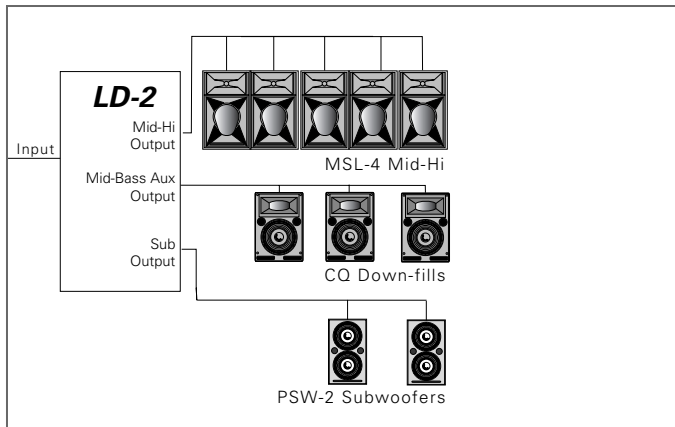 LD-2
Mid-Hi
Output
Input
MSL-4 Mid-Hi
Mid-Bass Aux
Output
Sub
Output
CQ Down-fills
PSW-2 Subwoofers